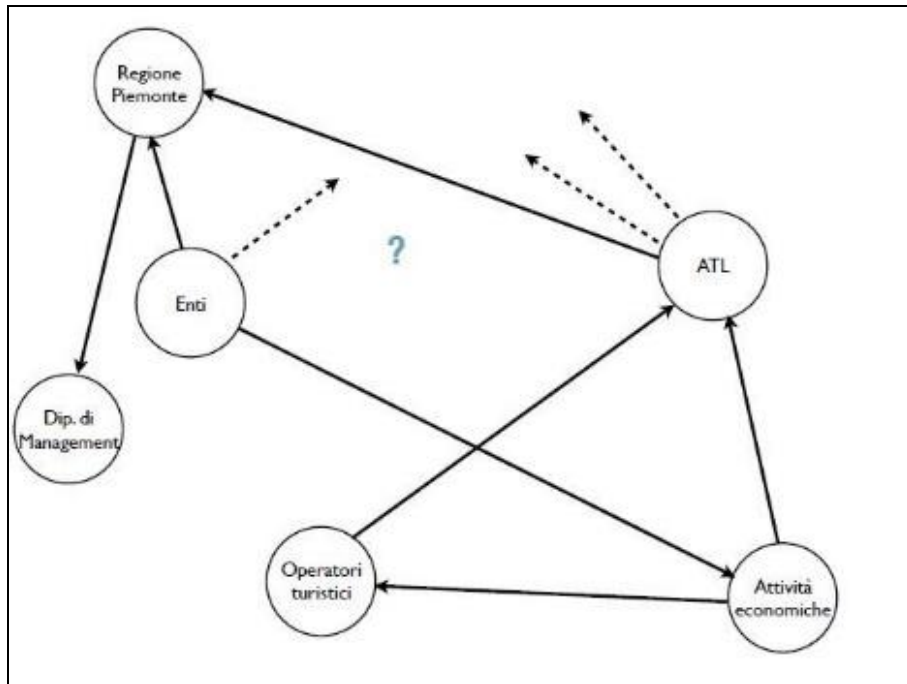 Regione
Piemonte
?
ATL
Enti
Dip. di
Management
Operatori
turistici
Attività
economiche